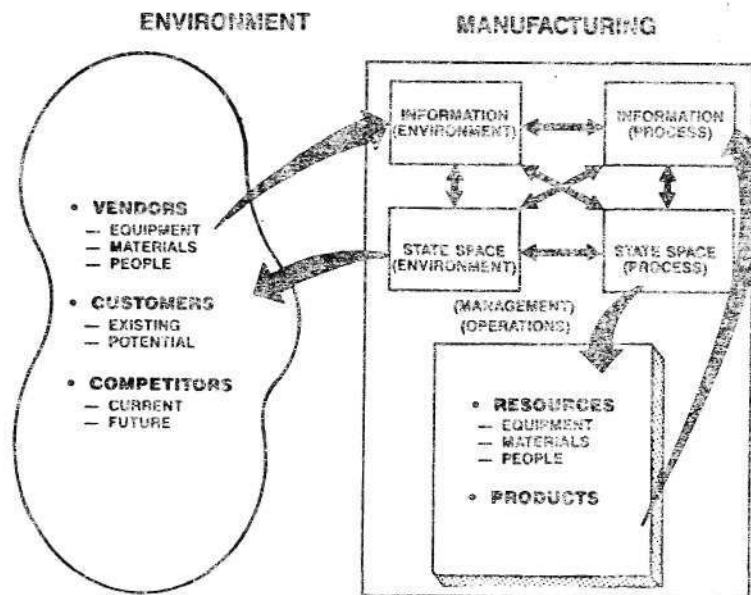 ENVIRONMENT
MANUFACTURING
INFORMATION
(ENVIRONMENT)
INFORMATION
(PROCESS)
STATE SPACE
(ENVIRONMENT)
STATE SPACE
(PROCESS)
(MANAGEMENT)
(OPERATIONS)
• VENDORS
— EQUIPMENT
— MATERIALS
— PEOPLE
• CUSTOMERS
— EXISTING
— POTENTIAL
• COMPETITORS
— CURRENT
— FUTURE
• RESOURCES
— EQUIPMENT
— MATERIALS
— PEOPLE
• PRODUCTS